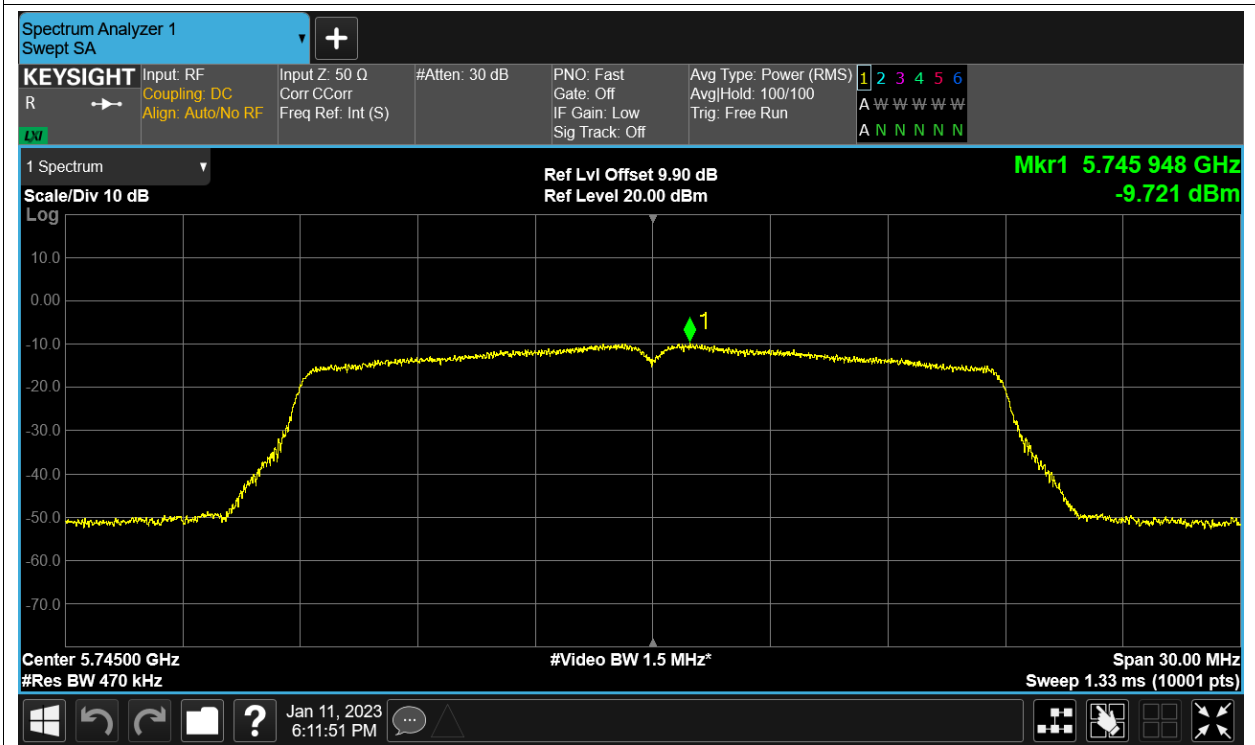 Spectrum Analyzer 1
Swept SA
KEYSIGHT
R
LXI
Input: RF
Coupling: DC
Align: Auto/No RF
Input Z: 50 Ω
Corr CCorr
Freq Ref: Int (S)
#Atten: 30 dB
PNO: Fast
Gate: Off
IF Gain: Low
Sig Track: Off
Avg Type: Power (RMS)
Avg|Hold: 100/100
Trig: Free Run
1 2 3 4 5 6
A W W W W W
A N N N N N
1 Spectrum
Scale/Div 10 dB
Ref Lvl Offset 9.90 dB
Ref Level 20.00 dBm
Mkr1 5.745 948 GHz
-9.721 dBm
Log
10.0
0.00
-10.0
-20.0
-30.0
-40.0
-50.0
-60.0
-70.0
1
Center 5.74500 GHz
#Res BW 470 kHz
#Video BW 1.5 MHz*
Span 30.00 MHz
Sweep 1.33 ms (10001 pts)
?
Jan 11, 2023
6:11:51 PM